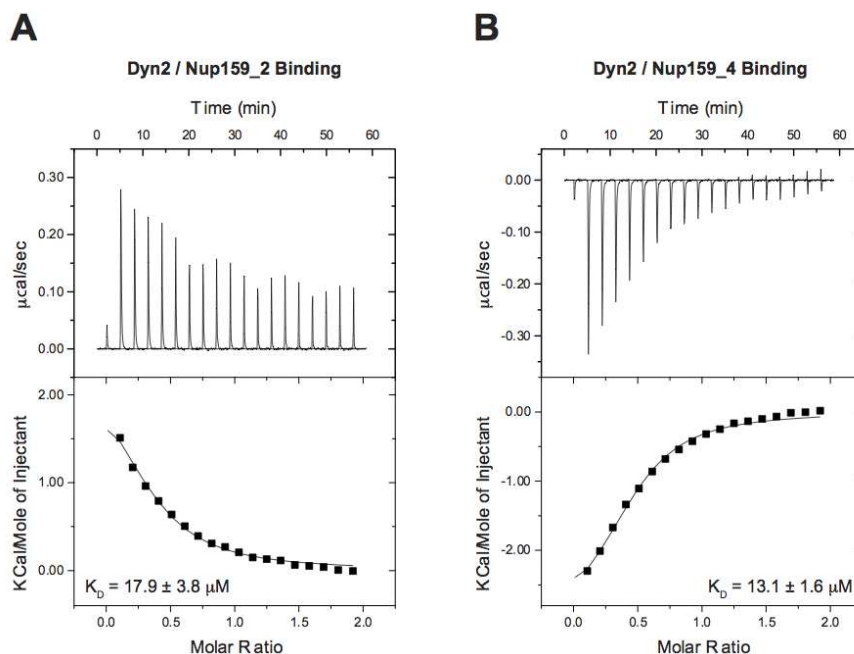 A
Dyn2 / Nup159_2 Binding
Time (min)
0 10 20 30 40 50 60
0.30
0.20
0.10
0.00
μcal/sec
2.00
1.00
0.00
KCal/Mole of Injectant
K_D = 17.9 ± 3.8 μM
0.0 0.5 1.0 1.5 2.0
Molar Ratio
B
Dyn2 / Nup159_4 Binding
Time (min)
0 10 20 30 40 50 60
0.00
-0.10
-0.20
-0.30
μcal/sec
0.00
-1.00
-2.00
KCal/Mole of Injectant
K_D = 13.1 ± 1.6 μM
0.0 0.5 1.0 1.5 2.0
Molar Ratio